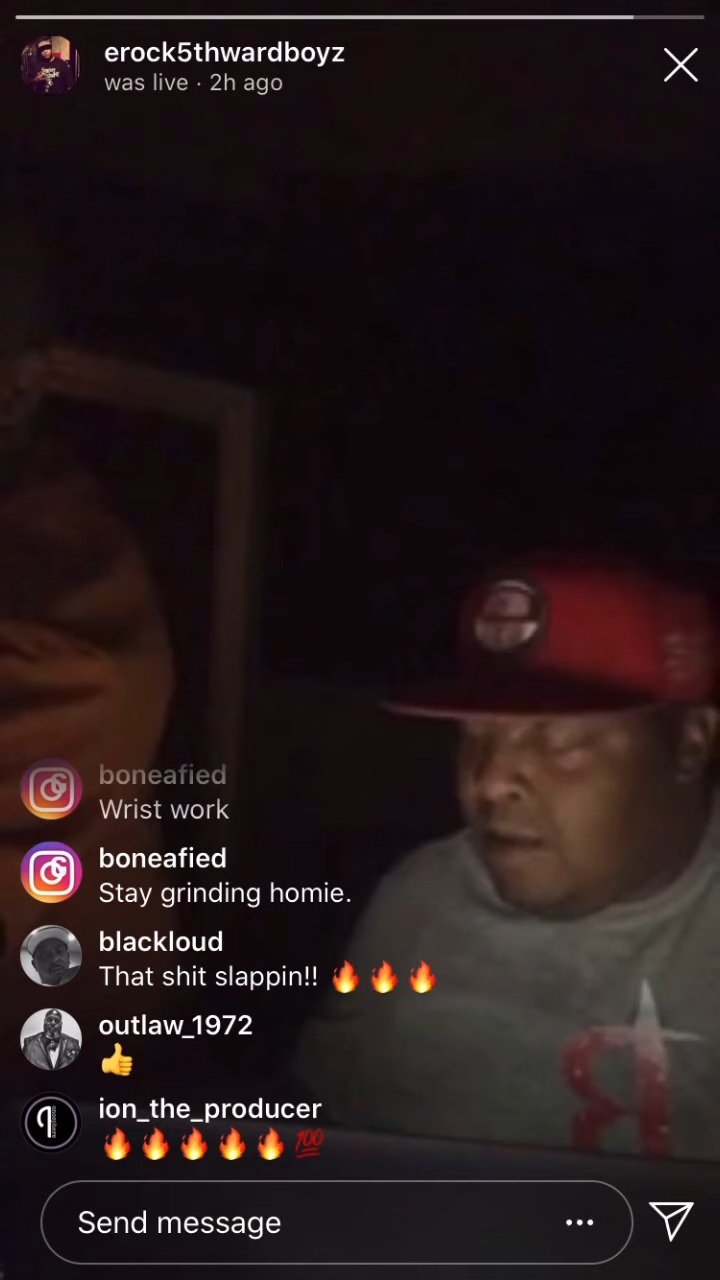 erock5thwardboyz
was live · 2h ago
boneafied
Wrist work
boneafied
Stay grinding homie.
blackloud
That shit slappin!! 🔥 🔥 🔥
outlaw_1972
👍
ion_the_producer
🔥 🔥 🔥 🔥 🔥 💯
Send message